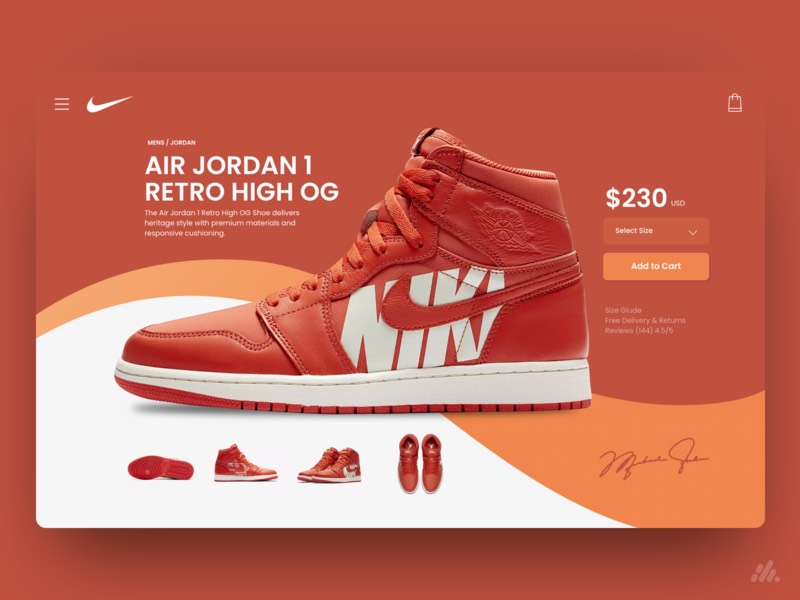 MENS / JORDAN
AIR JORDAN 1
RETRO HIGH OG
The Air Jordan 1 Retro High OG Shoe delivers
heritage style with premium materials and
responsive cushioning.
$230 USD
Select Size
Add to Cart
Size Giude
Free Delivery & Returns
Reviews (144) 4.5/5
NIKE